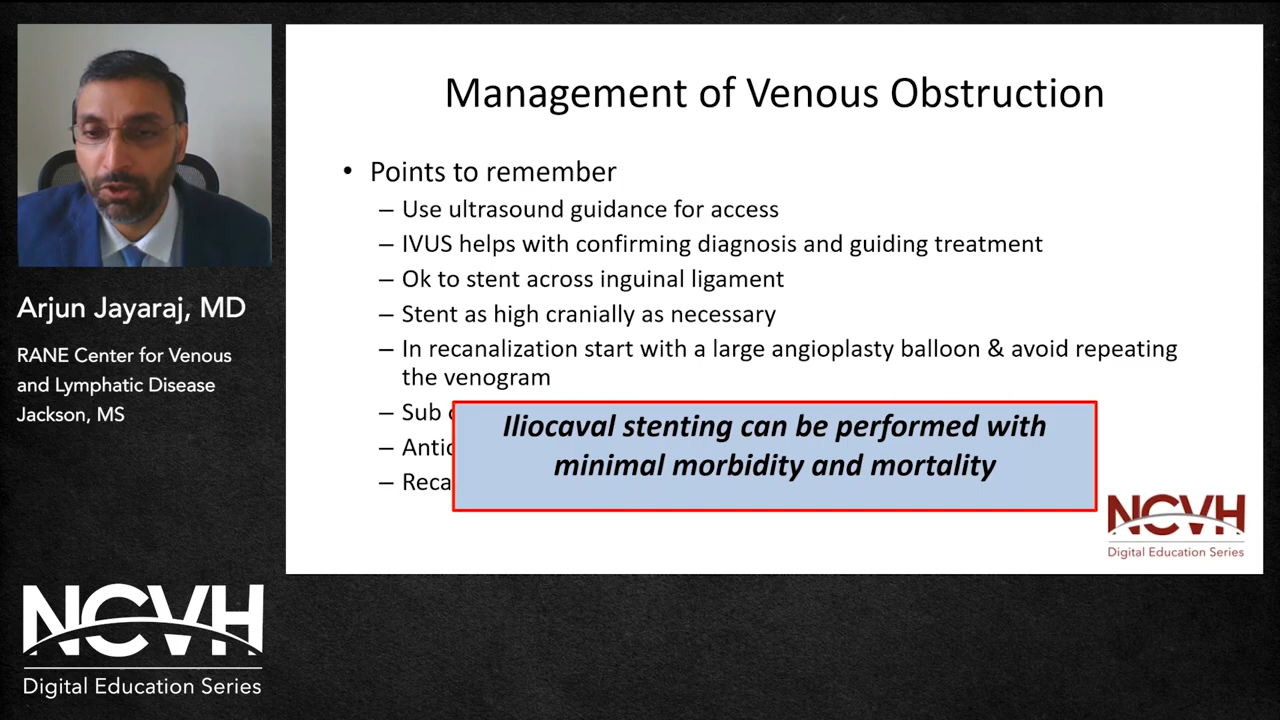 Management of Venous Obstruction
• Points to remember
– Use ultrasound guidance for access
– IVUS helps with confirming diagnosis and guiding treatment
– Ok to stent across inguinal ligament
– Stent as high cranially as necessary
– In recanalization start with a large angioplasty balloon & avoid repeating
the venogram
– Sub
–
–
Iliocaval stenting can be performed with
minimal morbidity and mortality
NCVH
Digital Education Series
Arjun Jayaraj, MD
RANE Center for Venous
and Lymphatic Disease
Jackson, MS
NCVH
Digital Education Series